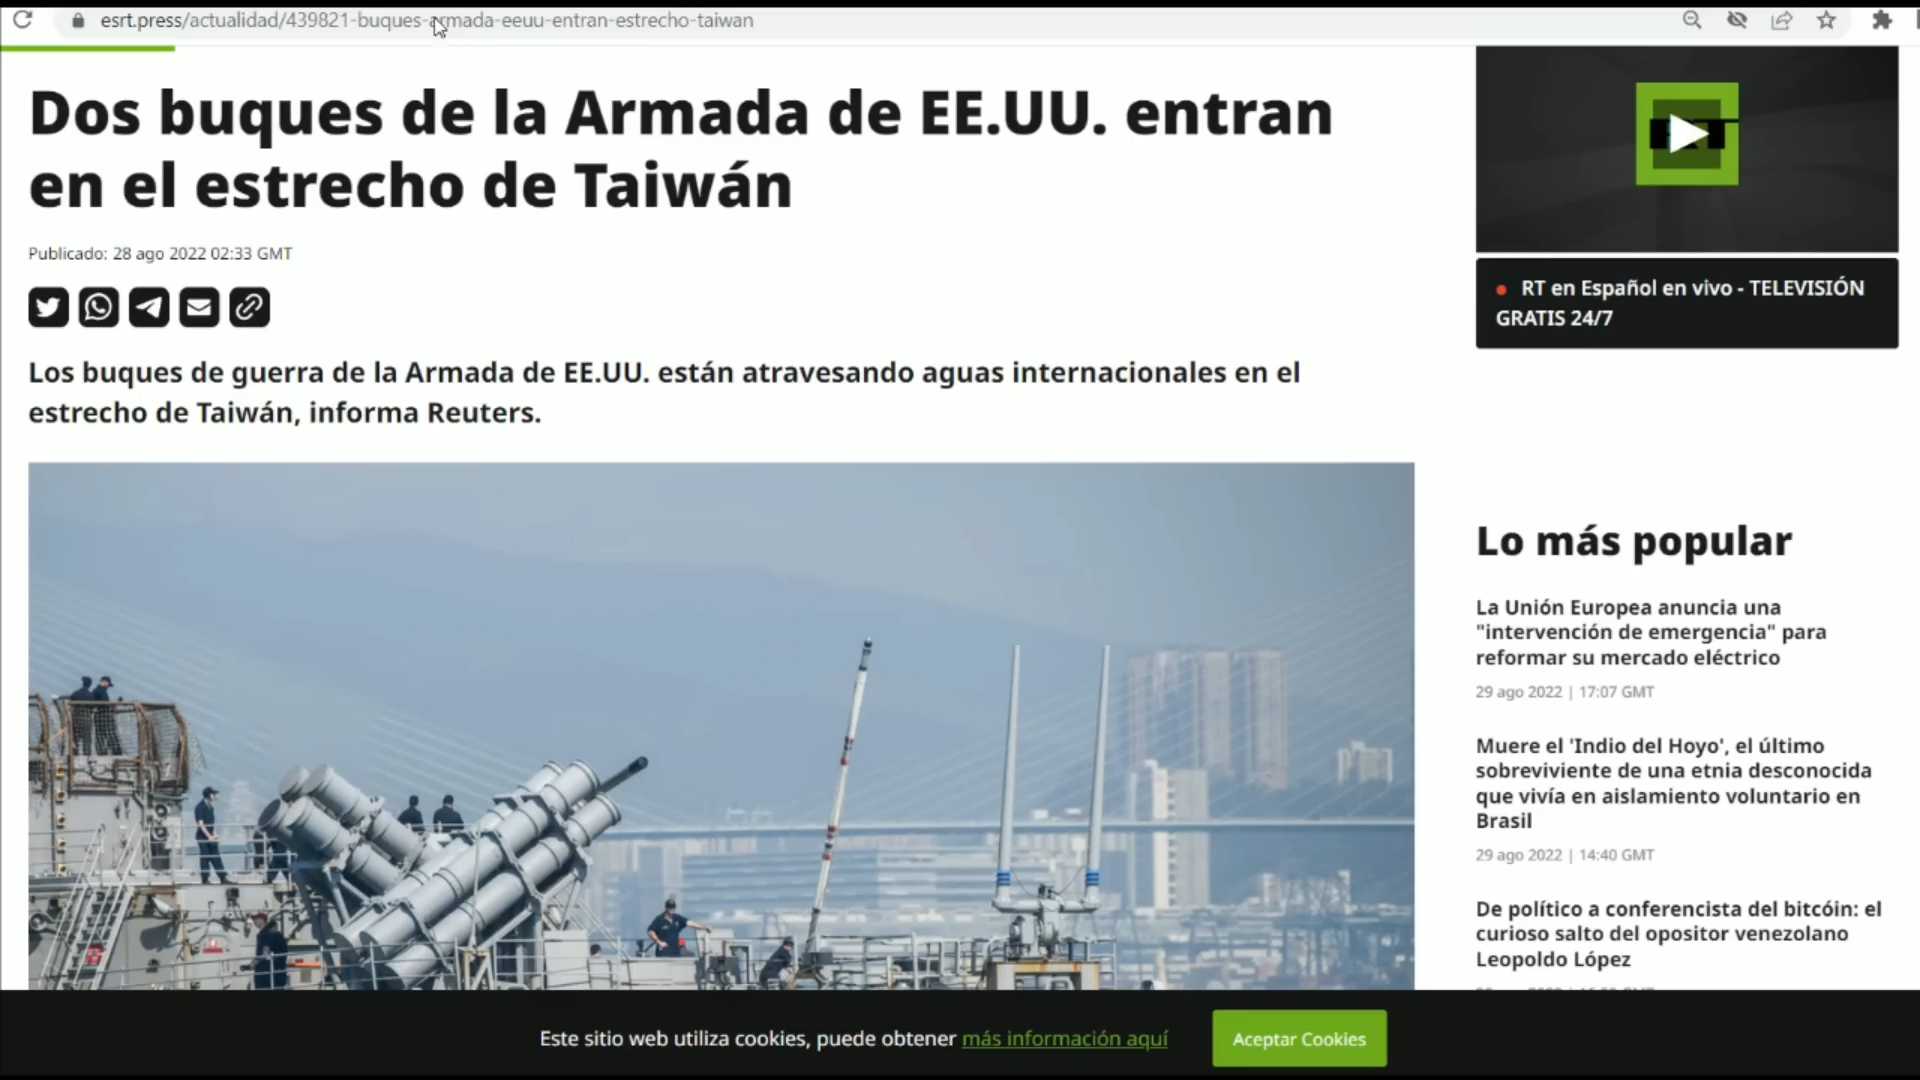 esrt.press/actualidad/439821-buques-armada-eeuu-entran-estrecho-taiwan
Dos buques de la Armada de EE.UU. entran
en el estrecho de Taiwán
Publicado: 28 ago 2022 02:33 GMT
Los buques de guerra de la Armada de EE.UU. están atravesando aguas internacionales en el
estrecho de Taiwán, informa Reuters.
RT en Español en vivo - TELEVISIÓN
GRATIS 24/7
Lo más popular
La Unión Europea anuncia una
"intervención de emergencia" para
reformar su mercado eléctrico
29 ago 2022 | 17:07 GMT
Muere el 'Indio del Hoyo', el último
sobreviviente de una etnia desconocida
que vivía en aislamiento voluntario en
Brasil
29 ago 2022 | 14:40 GMT
De político a conferencista del bitcóin: el
curioso salto del opositor venezolano
Leopoldo López
Este sitio web utiliza cookies, puede obtener más información aquí
Aceptar Cookies